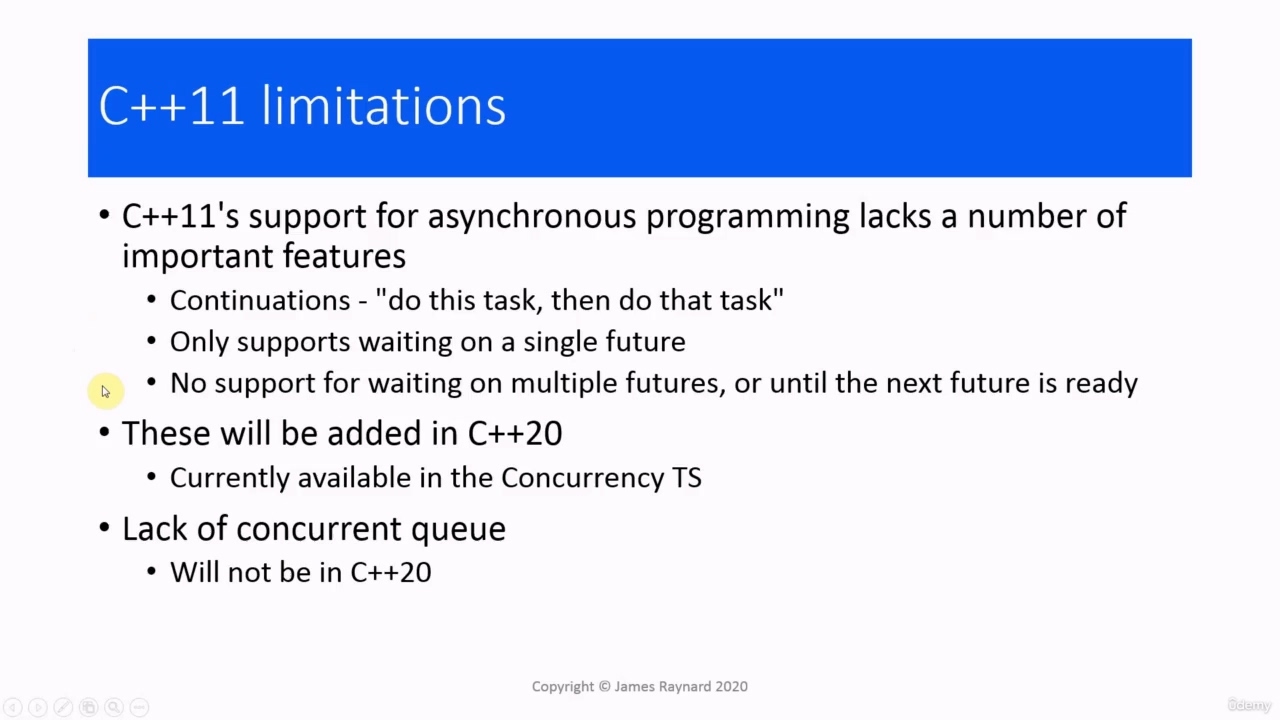 C++11 limitations
• C++11's support for asynchronous programming lacks a number of
important features
• Continuations - "do this task, then do that task"
• Only supports waiting on a single future
• No support for waiting on multiple futures, or until the next future is ready
• These will be added in C++20
• Currently available in the Concurrency TS
• Lack of concurrent queue
• Will not be in C++20
Copyright © James Raynard 2020
ûdemy